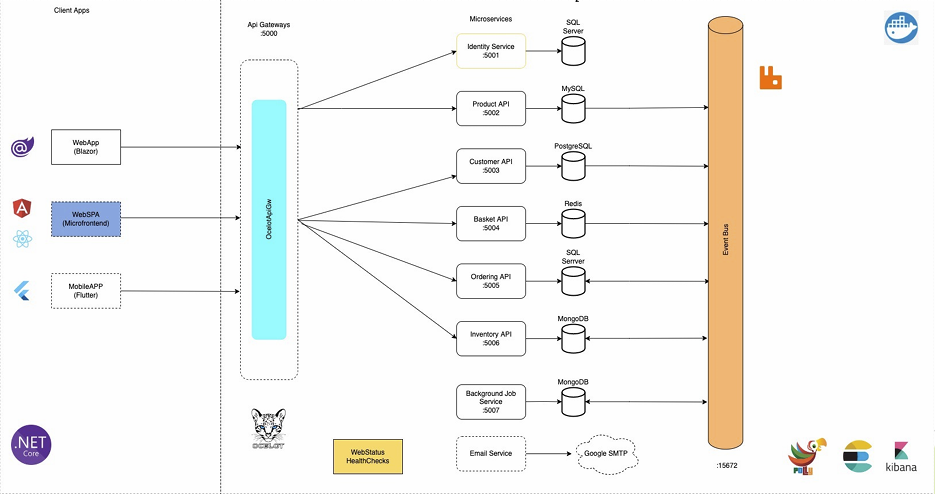 Client Apps
Api Gateways
:5000
Microservices
SQL
Server
Identity Service
:5001
MySQL
Product API
:5002
PostgreSQL
Customer API
:5003
WebApp
(Blazor)
WebSPA
(Microfrontend)
MobileAPP
(Flutter)
OcelotApiGw
Redis
Basket API
:5004
SQL
Serrver
Ordering API
:5005
MongoDB
Inventory API
:5006
MongoDB
Background Job
Service
:5007
Event Bus
:15672
Email Service
Google SMTP
WebStatus
HealthChecks
OCELOT
.NET
Core
POLLY
kibana